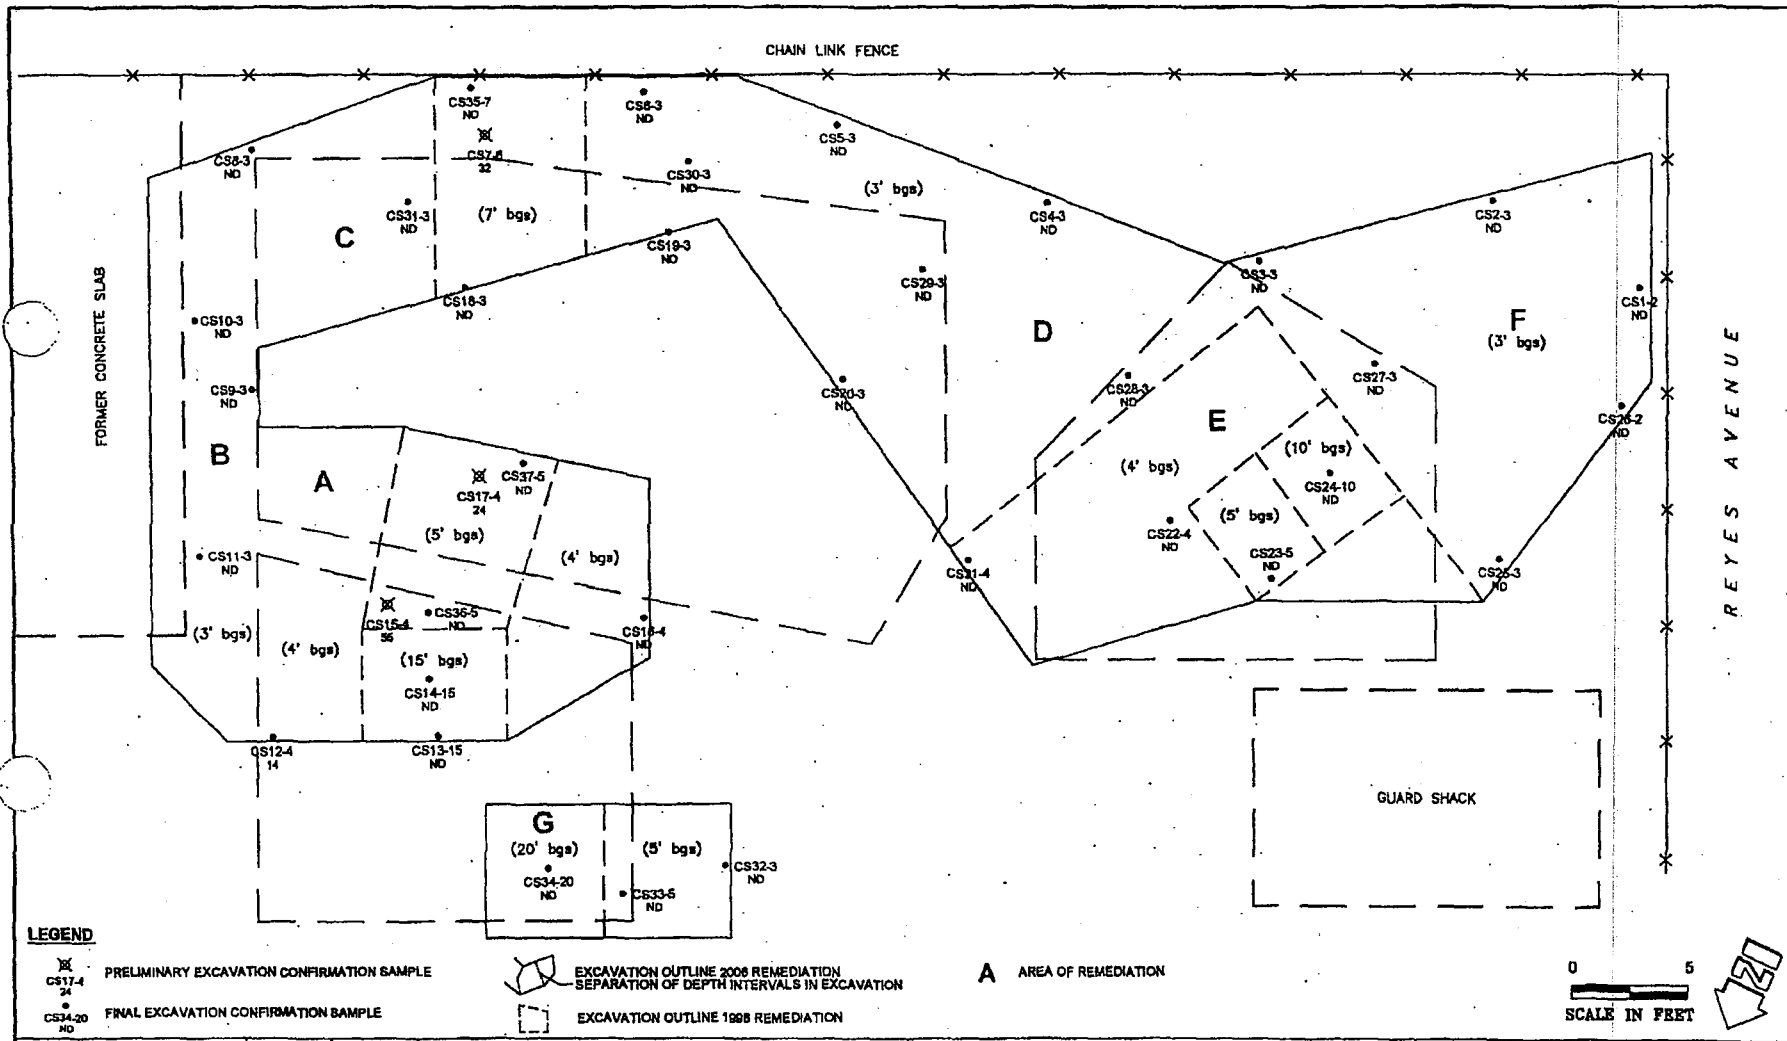 CHAIN LINK FENCE
CS35-7
ND
CS6-3
ND
CS7-6
32
CS5-3
ND
CS8-3
ND
CS30-3
ND
(3' bgs)
CS31-3
ND
(7' bgs)
C
CS19-3
ND
CS4-3
ND
CS2-3
ND
CS3-3
ND
CS29-3
ND
CS18-3
ND
CS1-2
ND
CS10-3
ND
D
F
(3' bgs)
FORMER CONCRETE SLAB
REYES AVENUE
CS9-3
ND
CS20-3
ND
CS28-3
ND
CS27-3
ND
CS26-2
ND
E
B
A
CS37-5
ND
CS17-4
24
(5' bgs)
(4' bgs)
(4' bgs)
(10' bgs)
CS24-10
ND
(5' bgs)
CS22-4
ND
CS23-5
ND
CS11-3
ND
CS21-4
ND
CS25-3
ND
CS15-4
56
CS36-5
ND
CS16-4
ND
(3' bgs)
(4' bgs)
(15' bgs)
CS14-15
ND
CS12-4
14
CS13-15
ND
GUARD SHACK
G
(20' bgs)
(5' bgs)
CS34-20
ND
CS33-5
ND
CS32-3
ND
LEGEND
CS17-4
24
PRELIMINARY EXCAVATION CONFIRMATION SAMPLE
CS34-20
ND
FINAL EXCAVATION CONFIRMATION SAMPLE
EXCAVATION OUTLINE 2006 REMEDIATION
SEPARATION OF DEPTH INTERVALS IN EXCAVATION
EXCAVATION OUTLINE 1998 REMEDIATION
A AREA OF REMEDIATION
0 5
SCALE IN FEET
N